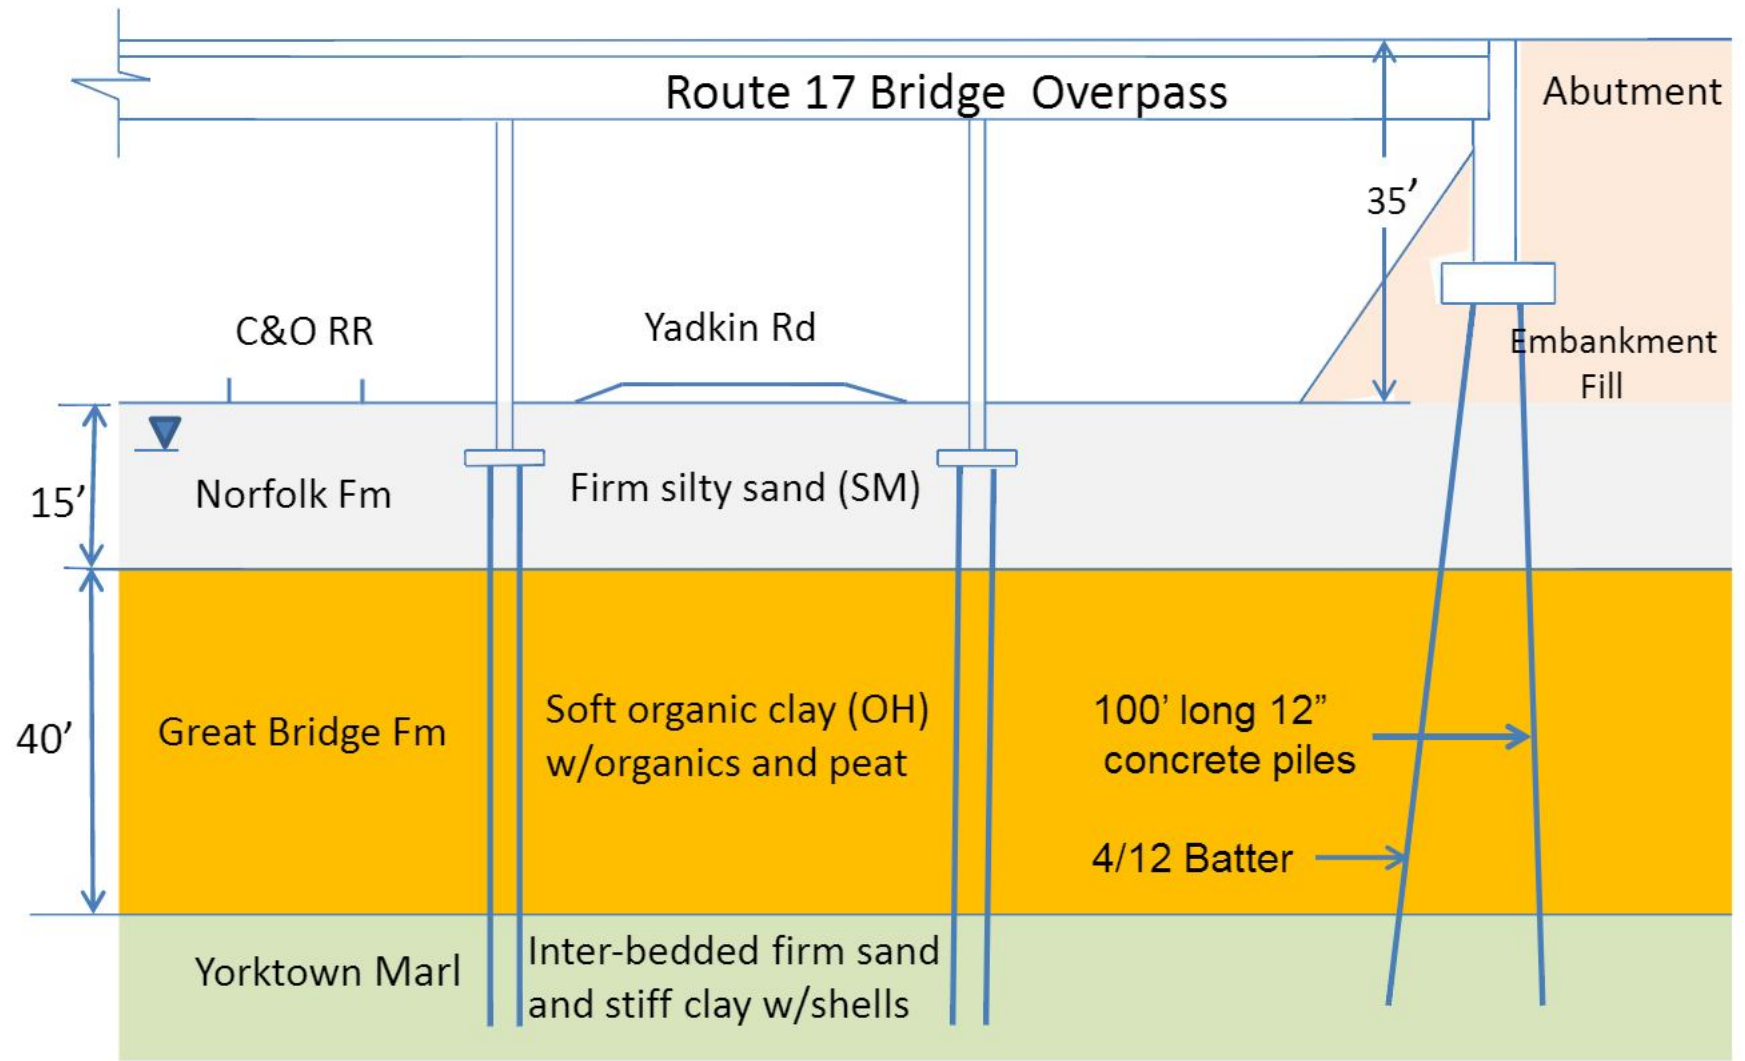 Route 17 Bridge Overpass
Abutment
35’
C&O RR
Yadkin Rd
Embankment
Fill
15’
Norfolk Fm
Firm silty sand (SM)
40’
Great Bridge Fm
Soft organic clay (OH)
w/organics and peat
100’ long 12”
concrete piles
4/12 Batter
Yorktown Marl
Inter-bedded firm sand
and stiff clay w/shells